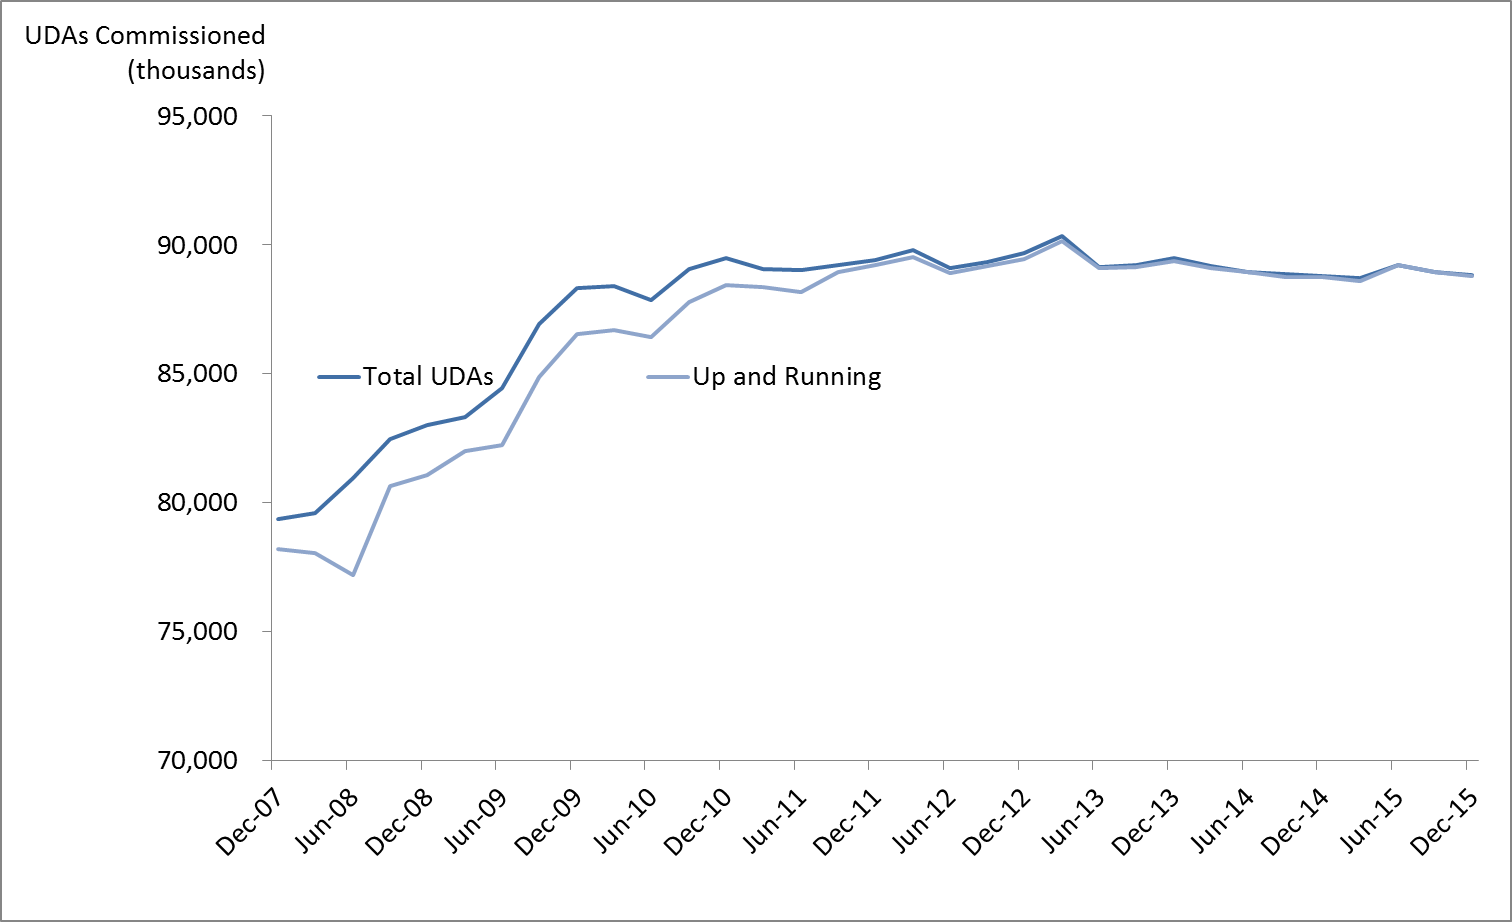 UDAs Commissioned
(thousands)
95,000
90,000
85,000
80,000
75,000
70,000
Total UDAs
Up and Running
Dec-07
Jun-08
Dec-08
Jun-09
Dec-09
Jun-10
Dec-10
Jun-11
Dec-11
Jun-12
Dec-12
Jun-13
Dec-13
Jun-14
Dec-14
Jun-15
Dec-15